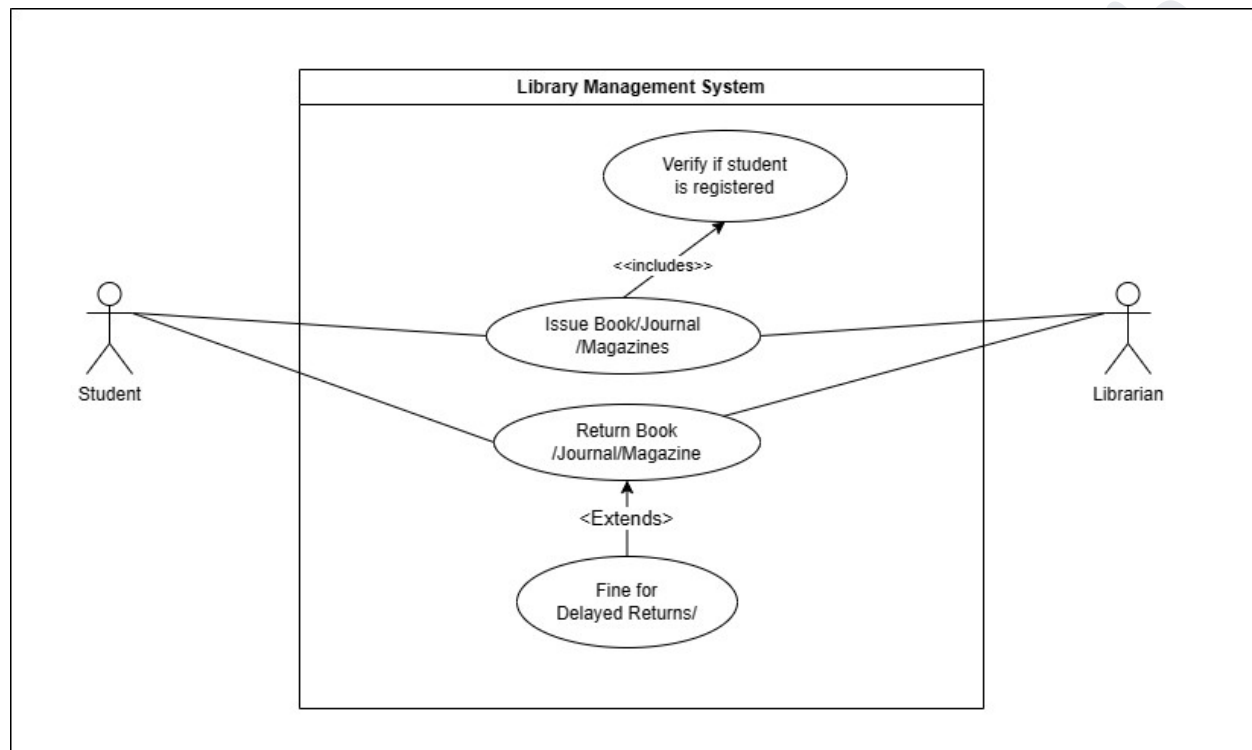 Library Management System
Verify if student
is registered
<<includes>>
Issue Book/Journal
/Magazines
Student
Librarian
Return Book
/Journal/Magazine
<Extends>
Fine for
Delayed Returns/